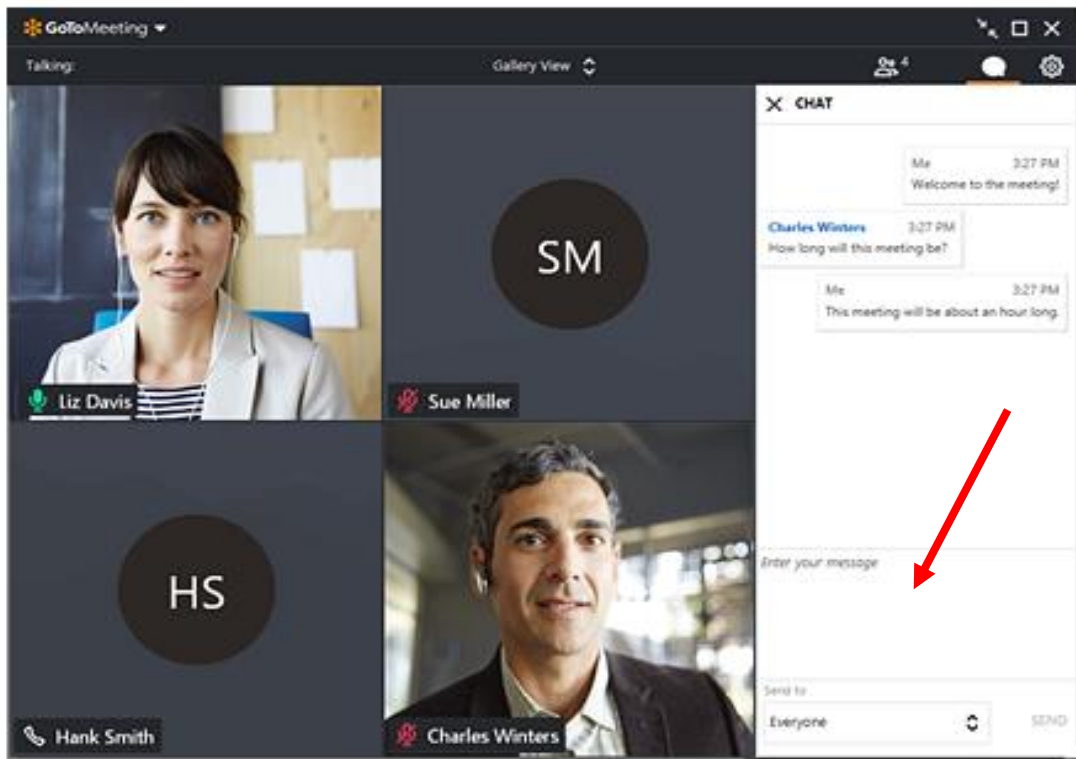 GoToMeeting
Talking:
Gallery View
4
CHAT
Me 3:27 PM
Welcome to the meeting!
Charles Winters 3:27 PM
How long will this meeting be?
Me 3:27 PM
This meeting will be about an hour long.
SM
Liz Davis
Sue Miller
HS
Hank Smith
Charles Winters
Enter your message
Send to
Everyone
SEND